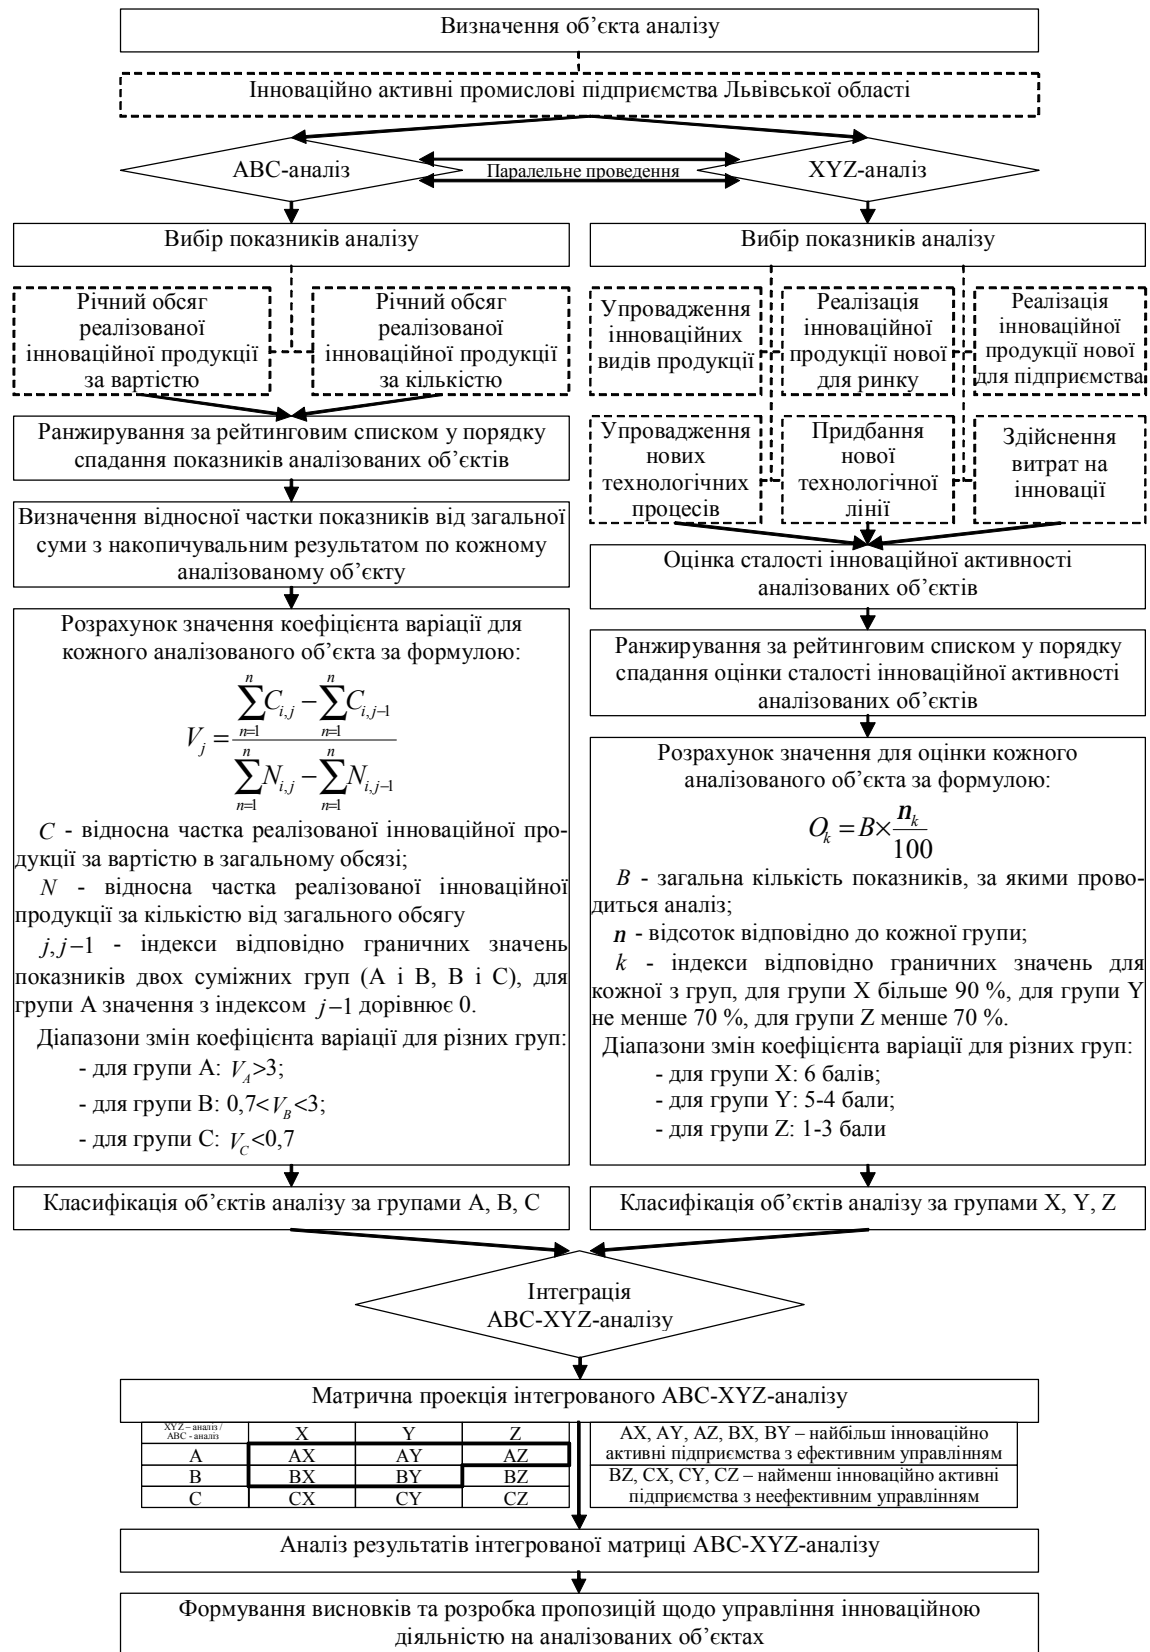 Визначення об’єкта аналізу
Інноваційно активні промислові підприємства Львівської області
ABC-аналіз
Паралельне проведення
XYZ-аналіз
Вибір показників аналізу
Річний обсяг
реалізованої
інноваційної продукції
за вартістю
Річний обсяг
реалізованої
інноваційної продукції
за кількістю
Ранжирування за рейтинговим списком у порядку
спадання показників аналізованих об’єктів
Визначення відносної частки показників від загальної
суми з накопичувальним результатом по кожному
аналізованому об’єкту
Розрахунок значення коефіцієнта варіації для
кожного аналізованого об’єкта за формулою:
V_j = (∑_{n=1}^{n} C_{i,j} − ∑_{n=1}^{n} C_{i,j−1}) / (∑_{n=1}^{n} N_{i,j} − ∑_{n=1}^{n} N_{i,j−1})
C - відносна частка реалізованої інноваційної про-
дукції за вартістю в загальному обсязі;
N - відносна частка реалізованої інноваційної
продукції за кількістю від загального обсягу
j, j−1 - індекси відповідно граничних значень
показників двох суміжних груп (А і В, В і С), для
групи А значення з індексом j−1 дорівнює 0.
Діапазони змін коефіцієнта варіації для різних груп:
- для групи А: V_A>3;
- для групи В: 0,7<V_B<3;
- для групи С: V_C<0,7
Класифікація об’єктів аналізу за групами А, В, С
Вибір показників аналізу
Упровадження
інноваційних
видів продукції
Реалізація
інноваційної
продукції нової
для ринку
Реалізація
інноваційної
продукції нової
для підприємства
Упровадження
нових
технологічних
процесів
Придбання
нової
технологічної
лінії
Здійснення
витрат на
інновації
Оцінка сталості інноваційної активності
аналізованих об’єктів
Ранжирування за рейтинговим списком у порядку
спадання оцінки сталості інноваційної активності
аналізованих об’єктів
Розрахунок значення для оцінки кожного
аналізованого об’єкта за формулою:
O_k = B × n_k / 100
B - загальна кількість показників, за якими прово-
диться аналіз;
n - відсоток відповідно до кожної групи;
k - індекси відповідно граничних значень для
кожної з груп, для групи X більше 90 %, для групи Y
не менше 70 %, для групи Z менше 70 %.
Діапазони змін коефіцієнта варіації для різних груп:
- для групи X: 6 балів;
- для групи Y: 5-4 бали;
- для групи Z: 1-3 бали
Класифікація об’єктів аналізу за групами X, Y, Z
Інтеграція
ABC-XYZ-аналізу
Матрична проекція інтегрованого ABC-XYZ-аналізу
XYZ – аналіз /
ABC - аналіз
X Y Z
A AX AY AZ
B BX BY BZ
C CX CY CZ
AX, AY, AZ, BX, BY – найбільш інноваційно
активні підприємства з ефективним управлінням
BZ, CX, CY, CZ – найменш інноваційно активні
підприємства з неефективним управлінням
Аналіз результатів інтегрованої матриці ABC-XYZ-аналізу
Формування висновків та розробка пропозицій щодо управління інноваційною
діяльністю на аналізованих об’єктах